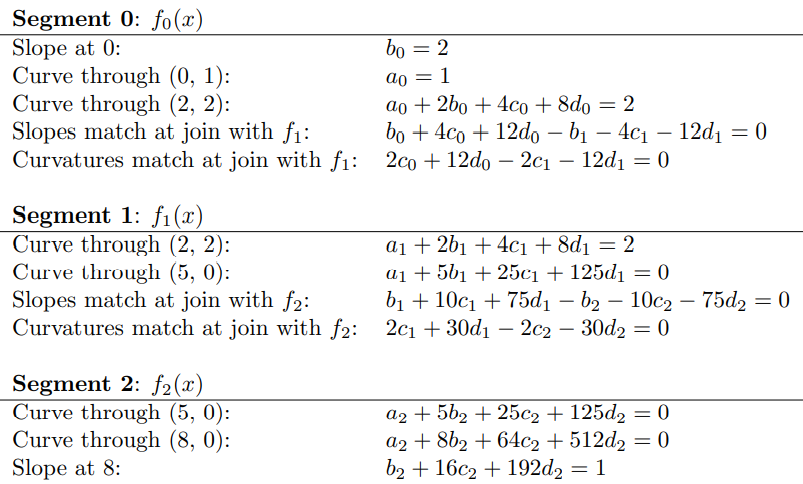 Segment 0: f₀(x)
Slope at 0: b₀ = 2
Curve through (0, 1): a₀ = 1
Curve through (2, 2): a₀ + 2b₀ + 4c₀ + 8d₀ = 2
Slopes match at join with f₁: b₀ + 4c₀ + 12d₀ − b₁ − 4c₁ − 12d₁ = 0
Curvatures match at join with f₁: 2c₀ + 12d₀ − 2c₁ − 12d₁ = 0
Segment 1: f₁(x)
Curve through (2, 2): a₁ + 2b₁ + 4c₁ + 8d₁ = 2
Curve through (5, 0): a₁ + 5b₁ + 25c₁ + 125d₁ = 0
Slopes match at join with f₂: b₁ + 10c₁ + 75d₁ − b₂ − 10c₂ − 75d₂ = 0
Curvatures match at join with f₂: 2c₁ + 30d₁ − 2c₂ − 30d₂ = 0
Segment 2: f₂(x)
Curve through (5, 0): a₂ + 5b₂ + 25c₂ + 125d₂ = 0
Curve through (8, 0): a₂ + 8b₂ + 64c₂ + 512d₂ = 0
Slope at 8: b₂ + 16c₂ + 192d₂ = 1